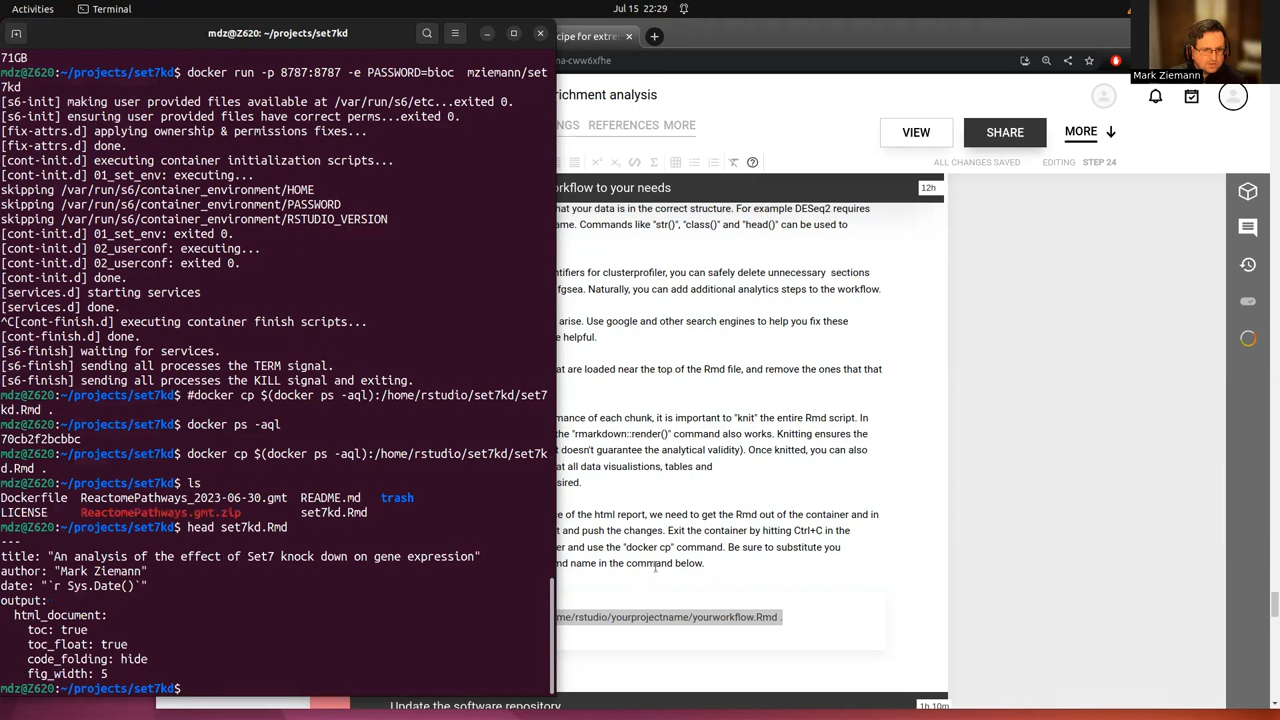 Activities
Terminal
Jul 15 22:29
mdz@Z620: ~/projects/set7kd
71GB
mdz@Z620:~/projects/set7kd$ docker run -p 8787:8787 -e PASSWORD=bioc  mziemann/set
7kd
[s6-init] making user provided files available at /var/run/s6/etc...exited 0.
[s6-init] ensuring user provided files have correct perms...exited 0.
[fix-attrs.d] applying ownership & permissions fixes...
[fix-attrs.d] done.
[cont-init.d] executing container initialization scripts...
[cont-init.d] 01_set_env: executing...
skipping /var/run/s6/container_environment/HOME
skipping /var/run/s6/container_environment/PASSWORD
skipping /var/run/s6/container_environment/RSTUDIO_VERSION
[cont-init.d] 01_set_env: exited 0.
[cont-init.d] 02_userconf: executing...
[cont-init.d] 02_userconf: exited 0.
[cont-init.d] done.
[services.d] starting services
[services.d] done.
^C[cont-finish.d] executing container finish scripts...
[cont-finish.d] done.
[s6-finish] waiting for services.
[s6-finish] sending all processes the TERM signal.
[s6-finish] sending all processes the KILL signal and exiting.
mdz@Z620:~/projects/set7kd$ #docker cp $(docker ps -aql):/home/rstudio/set7
kd.Rmd .
mdz@Z620:~/projects/set7kd$ docker ps -aql
70cb2f2bcbbc
mdz@Z620:~/projects/set7kd$ docker cp $(docker ps -aql):/home/rstudio/set7kd/set7k
d.Rmd .
mdz@Z620:~/projects/set7kd$ ls
Dockerfile  ReactomePathways_2023-06-30.gmt  README.md  trash
LICENSE  ReactomePathways.gmt.zip  set7kd.Rmd
mdz@Z620:~/projects/set7kd$ head set7kd.Rmd
---
title: "An analysis of the effect of Set7 knock down on gene expression"
author: "Mark Ziemann"
date: "`r Sys.Date()`"
output:
  html_document:
    toc: true
    toc_float: true
    code_folding: hide
    fig_width: 5
mdz@Z620:~/projects/set7kd$
cipe for extre
na-cww6xfhe
Mark Ziemann
richment analysis
NGS REFERENCES MORE
VIEW
SHARE
MORE
ALL CHANGES SAVED EDITING STEP 24
orkflow to your needs
12h
hat your data is in the correct structure. For example DESeq2 requires
ame. Commands like "str()", "class()" and "head()" can be used to
ntifiers for clusterprofiler, you can safely delete unnecessary sections
fgsea. Naturally, you can add additional analytics steps to the workflow.
arise. Use google and other search engines to help you fix these
e helpful.
at are loaded near the top of the Rmd file, and remove the ones that that
mance of each chunk, it is important to "knit" the entire Rmd script. In
the "rmarkdown::render()" command also works. Knitting ensures the
t doesn't guarantee the analytical validity). Once knitted, you can also
at all data visualistions, tables and
sired.
ce of the html report, we need to get the Rmd out of the container and in
t and push the changes. Exit the container by hitting Ctrl+C in the
er and use the "docker cp" command. Be sure to substitute you
md name in the command below.
me/rstudio/yourprojectname/yourworkflow.Rmd .
Update the software repository
1h 10m